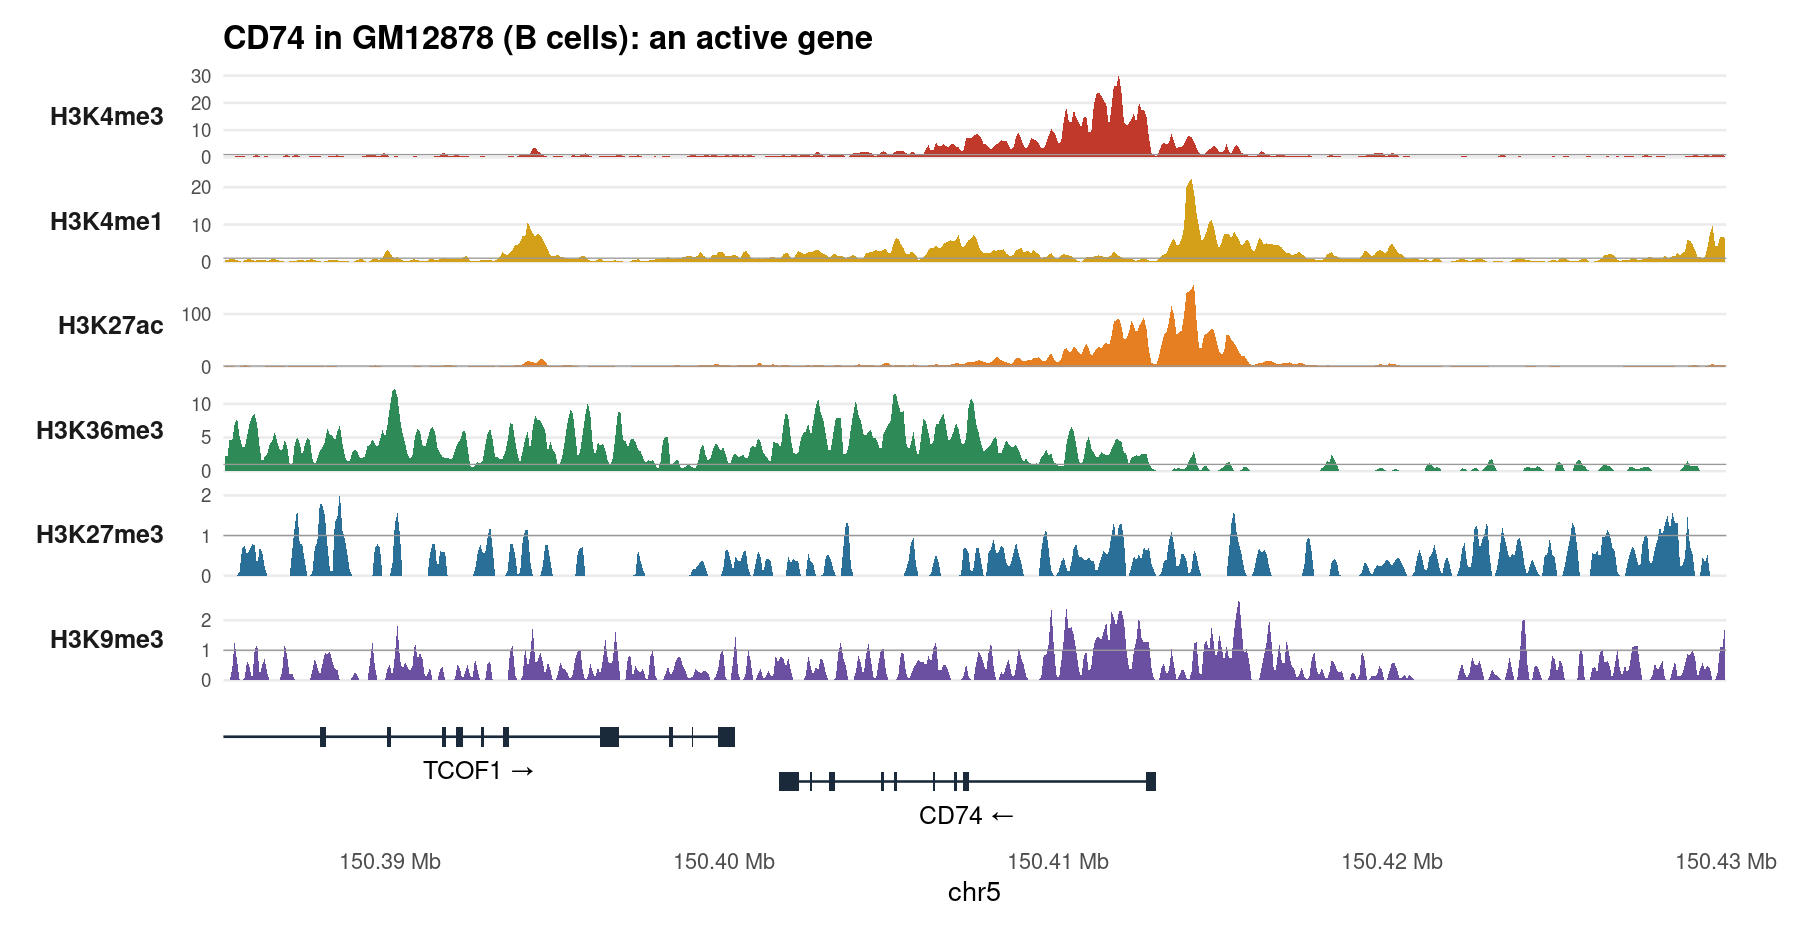 CD74 in GM12878 (B cells): an active gene
H3K4me3
30
20
10
0
H3K4me1
20
10
0
H3K27ac
100
0
H3K36me3
10
5
0
H3K27me3
2
1
0
H3K9me3
2
1
0
TCOF1 →
CD74 ←
150.39 Mb 150.40 Mb 150.41 Mb 150.42 Mb 150.43 Mb
chr5